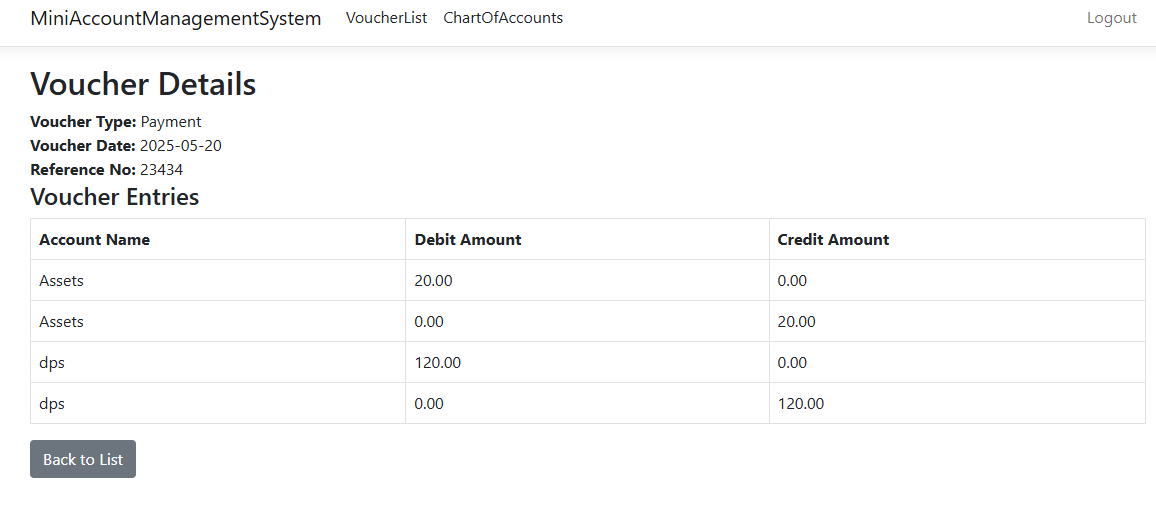 MiniAccountManagementSystem VoucherList ChartOfAccounts Logout
Voucher Details
Voucher Type: Payment
Voucher Date: 2025-05-20
Reference No: 23434
Voucher Entries
Account Name Debit Amount Credit Amount
Assets 20.00 0.00
Assets 0.00 20.00
dps 120.00 0.00
dps 0.00 120.00
Back to List